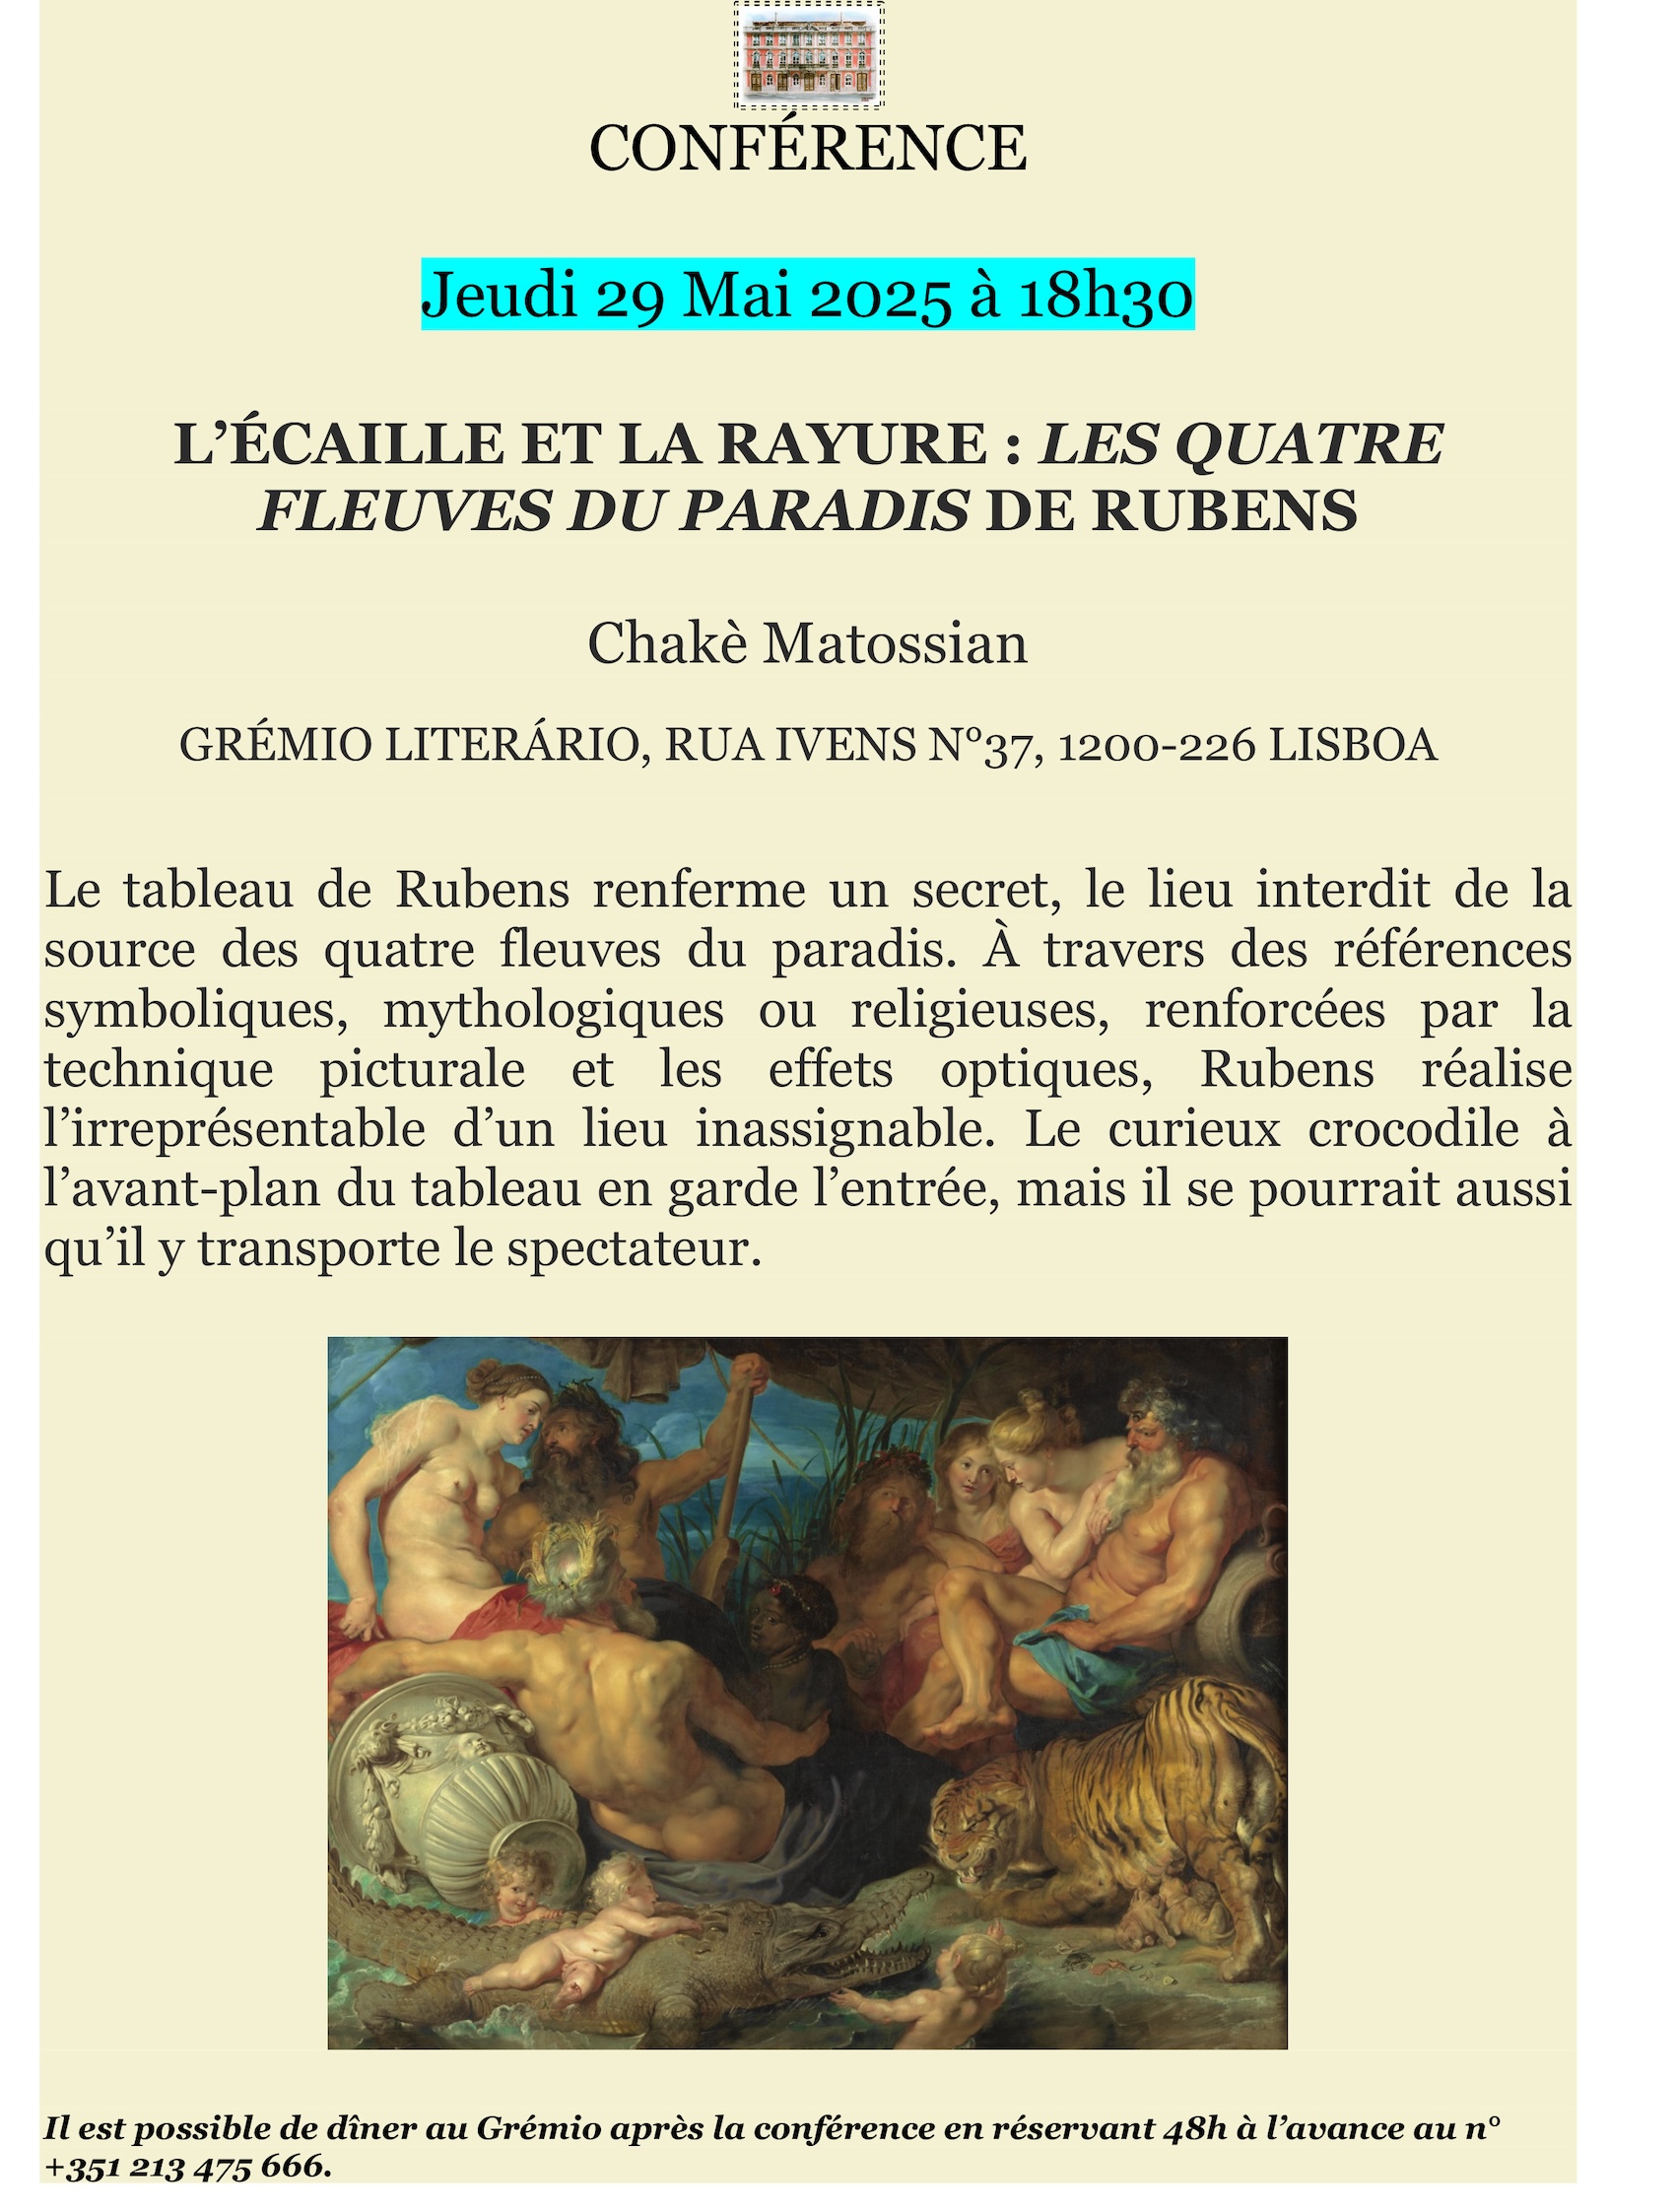 CONFÉRENCE
Jeudi 29 Mai 2025 à 18h30
L’ÉCAILLE ET LA RAYURE : LES QUATRE
FLEUVES DU PARADIS DE RUBENS
Chakè Matossian
GRÉMIO LITERÁRIO, RUA IVENS N°37, 1200-226 LISBOA
Le tableau de Rubens renferme un secret, le lieu interdit de la
source des quatre fleuves du paradis. À travers des références
symboliques, mythologiques ou religieuses, renforcées par la
technique picturale et les effets optiques, Rubens réalise
l’irreprésentable d’un lieu inassignable. Le curieux crocodile à
l’avant-plan du tableau en garde l’entrée, mais il se pourrait aussi
qu’il y transporte le spectateur.
Il est possible de dîner au Grémio après la conférence en réservant 48h à l’avance au n°
+351 213 475 666.